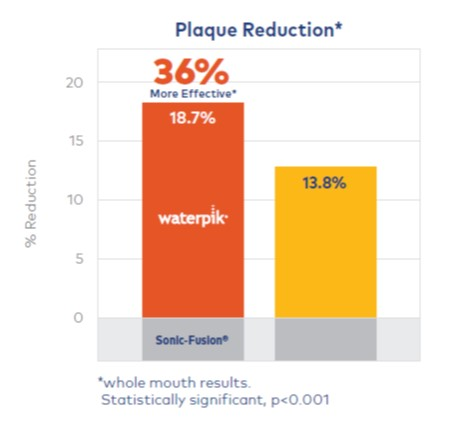 Plaque Reduction*
36%
More Effective*
20
18.7%
15
13.8%
10
% Reduction
waterpik®
5
0
Sonic-Fusion®
*whole mouth results.
Statistically significant, p<0.001